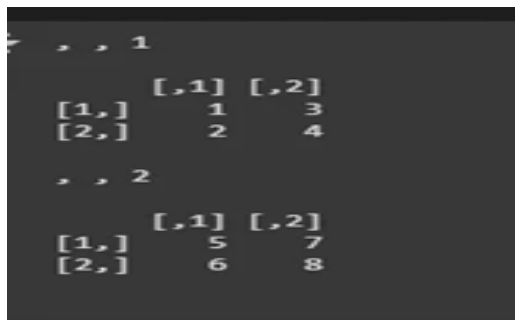 , , 1
[,1] [,2]
[1,] 1 3
[2,] 2 4
, , 2
[,1] [,2]
[1,] 5 7
[2,] 6 8